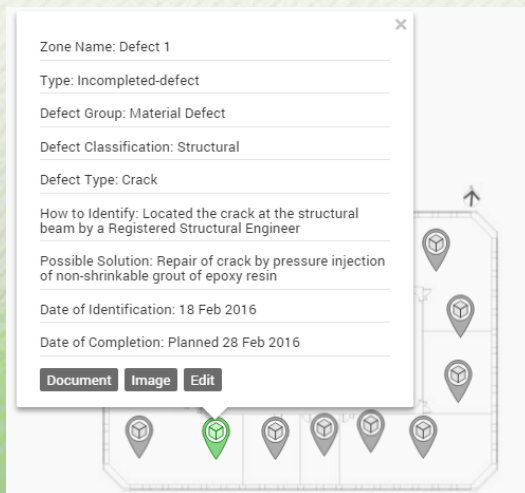 Zone Name: Defect 1
Type: Incompleted-defect
Defect Group: Material Defect
Defect Classification: Structural
Defect Type: Crack
How to Identify: Located the crack at the structural
beam by a Registered Structural Engineer
Possible Solution: Repair of crack by pressure injection
of non-shrinkable grout of epoxy resin
Date of Identification: 18 Feb 2016
Date of Completion: Planned 28 Feb 2016
Document Image Edit